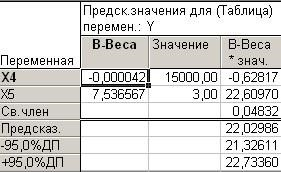 Предск.значения для (Таблица)
перемен.: Y
Переменная B-Веса Значение B-Веса * знач.
X4 -0,000042 15000,00 -0,62817
X5 7,536567 3,00 22,60970
Св.член 0,04832
Предсказ. 22,02986
-95,0%ДП 21,32611
+95,0%ДП 22,73360